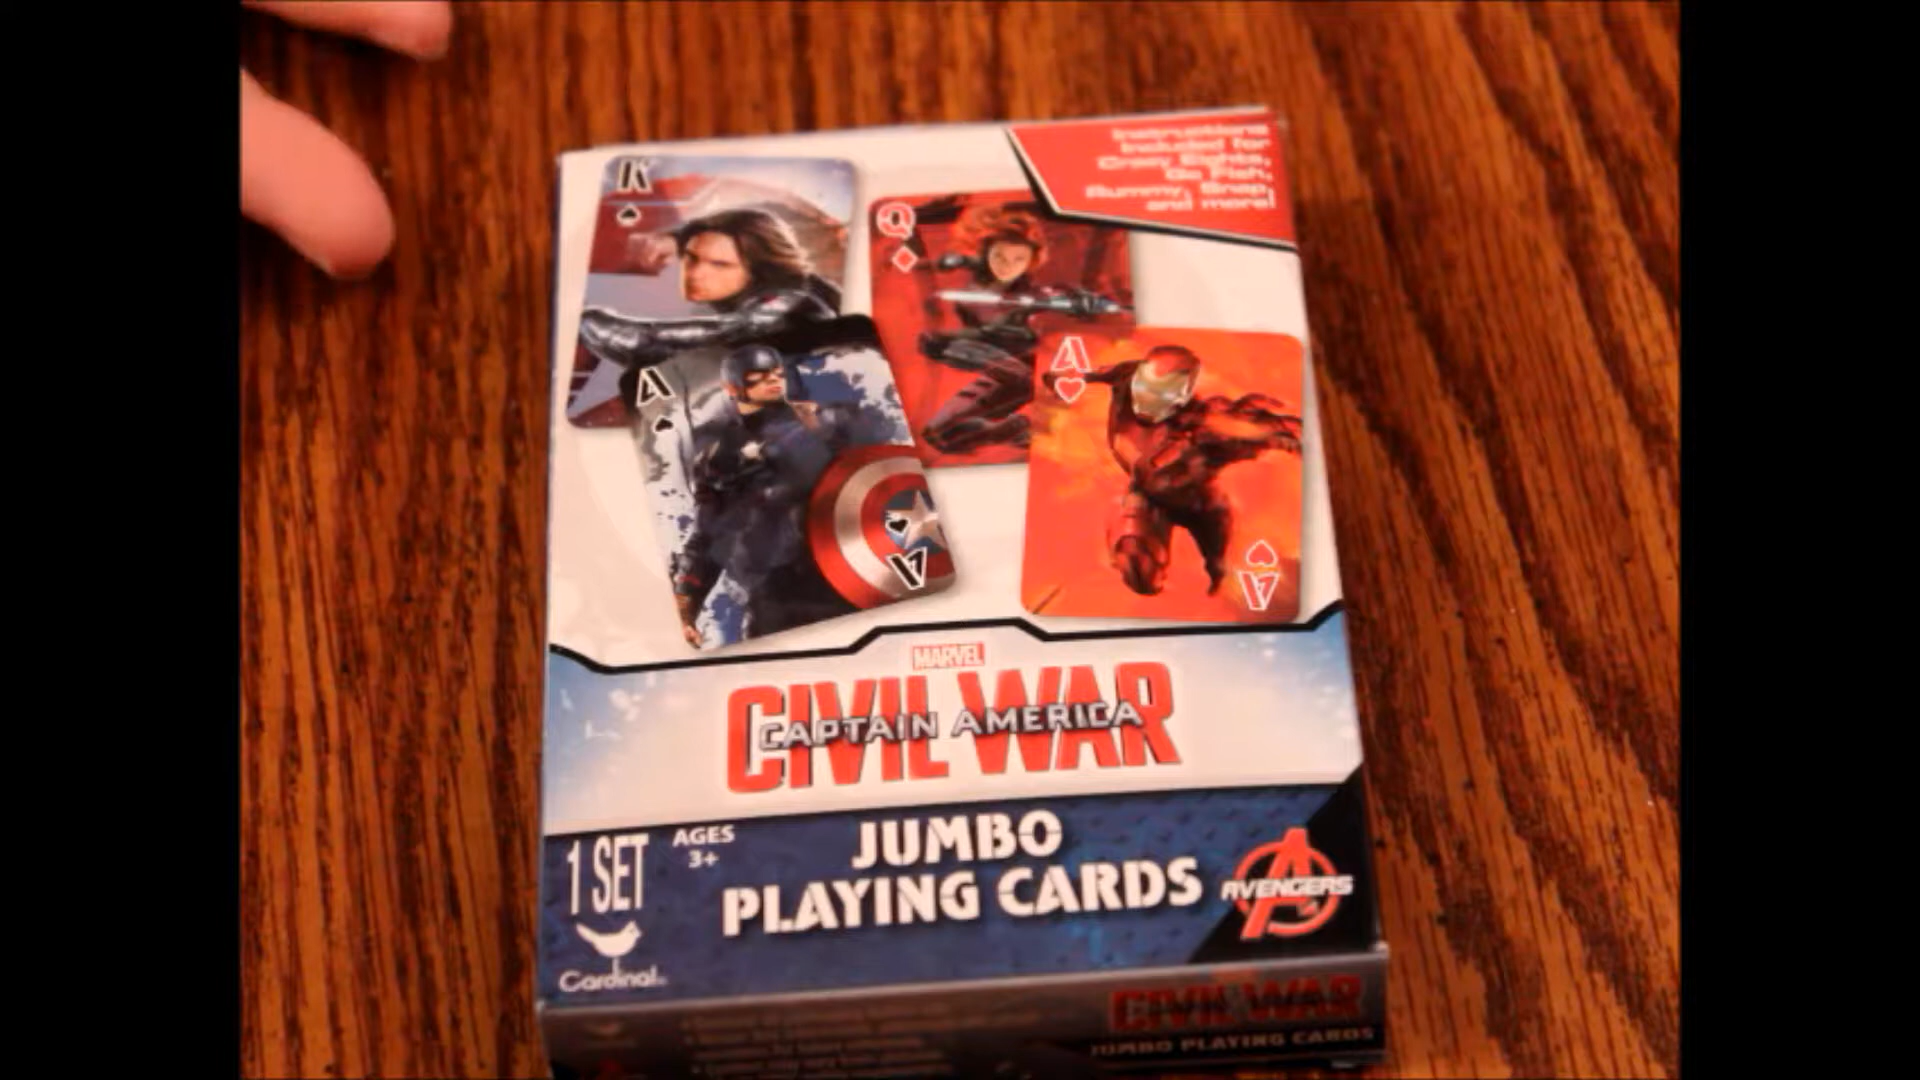 Instructions
Included for
Crazy Eights,
Go Fish,
Rummy, Snap,
and more!
K
Q
A
A
A
A
MARVEL
CIVIL WAR
CAPTAIN AMERICA
1 SET
AGES
3+
JUMBO
PLAYING CARDS
AVENGERS
Cardinal
CIVIL WAR
JUMBO PLAYING CARDS